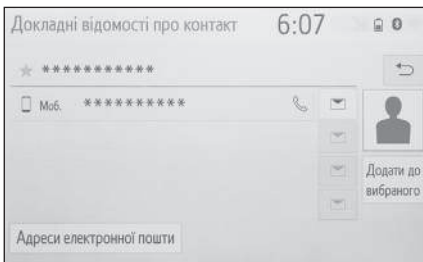 Докладні відомості про контакт 6:07
***********
Моб. **********
Додати до
вибраного
Адреси електронної пошти